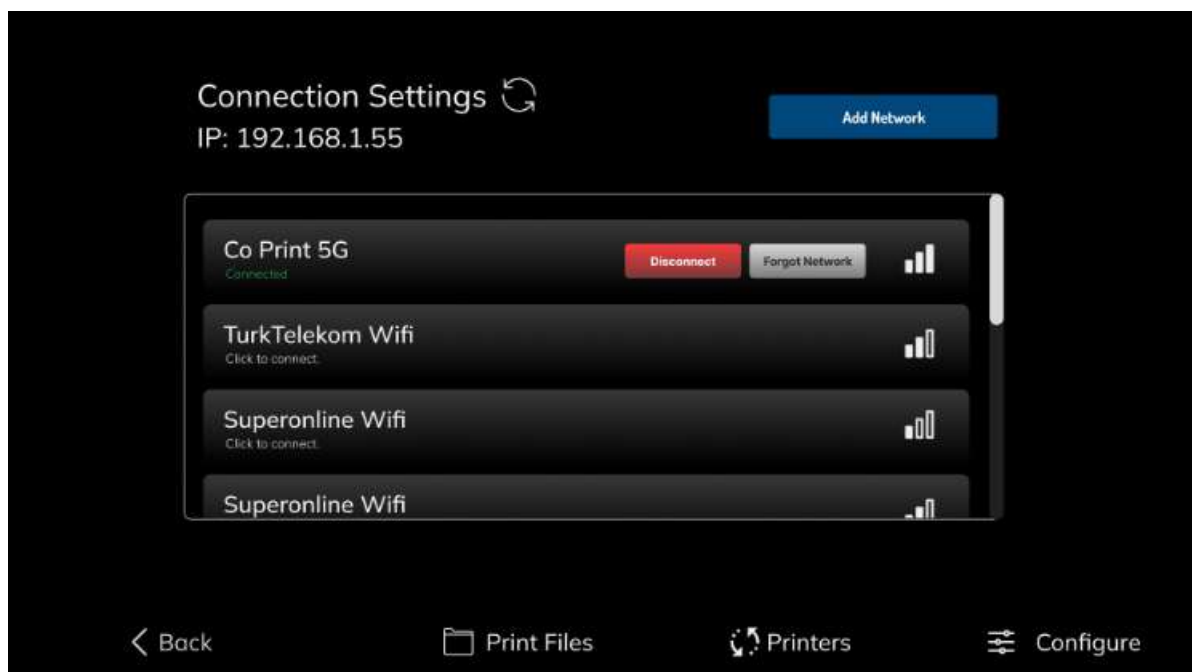 Connection Settings
IP: 192.168.1.55
Add Network
Co Print 5G
Connected
Disconnect
Forgot Network
TurkTelekom Wifi
Click to connect.
Superonline Wifi
Click to connect.
Superonline Wifi
Back
Print Files
Printers
Configure